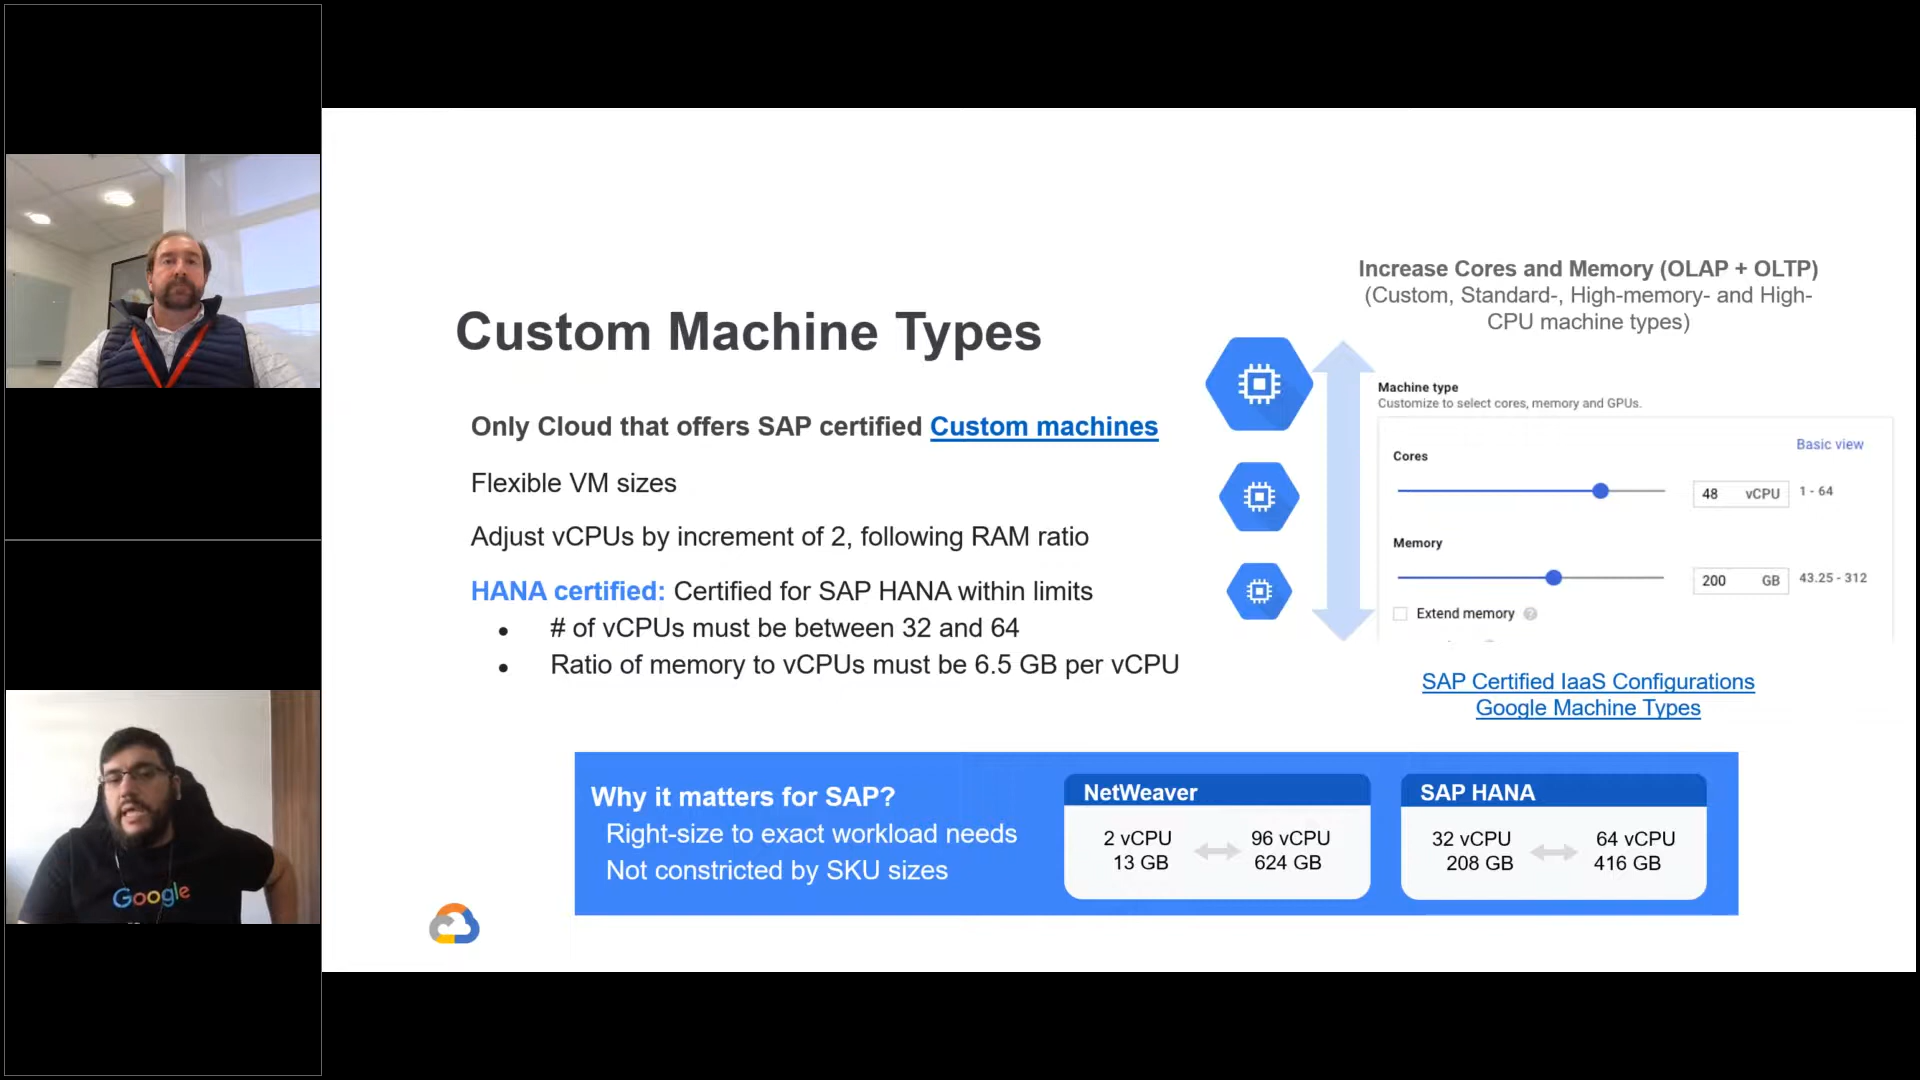 Custom Machine Types
Only Cloud that offers SAP certified Custom machines
Flexible VM sizes
Adjust vCPUs by increment of 2, following RAM ratio
HANA certified: Certified for SAP HANA within limits
• # of vCPUs must be between 32 and 64
• Ratio of memory to vCPUs must be 6.5 GB per vCPU
Increase Cores and Memory (OLAP + OLTP)
(Custom, Standard-, High-memory- and High-
CPU machine types)
Machine type
Customize to select cores, memory and GPUs.
Basic view
Cores
48 vCPU 1 - 64
Memory
200 GB 43.25 - 312
Extend memory ?
SAP Certified IaaS Configurations
Google Machine Types
Why it matters for SAP?
Right-size to exact workload needs
Not constricted by SKU sizes
NetWeaver
2 vCPU 96 vCPU
13 GB 624 GB
SAP HANA
32 vCPU 64 vCPU
208 GB 416 GB
Google